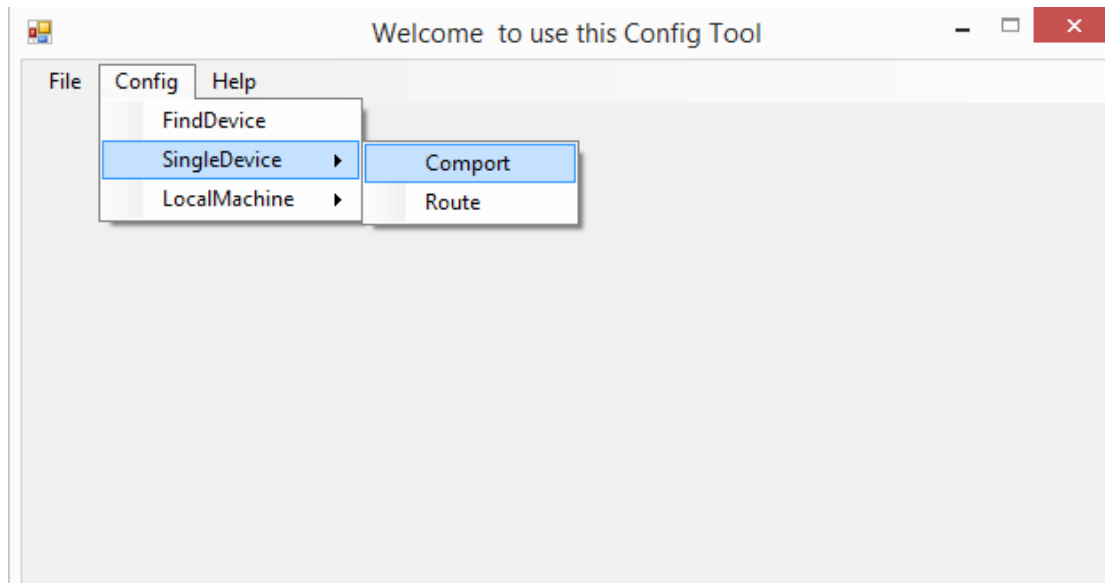 Welcome  to use this Config Tool
File Config Help
FindDevice
SingleDevice Comport
LocalMachine Route